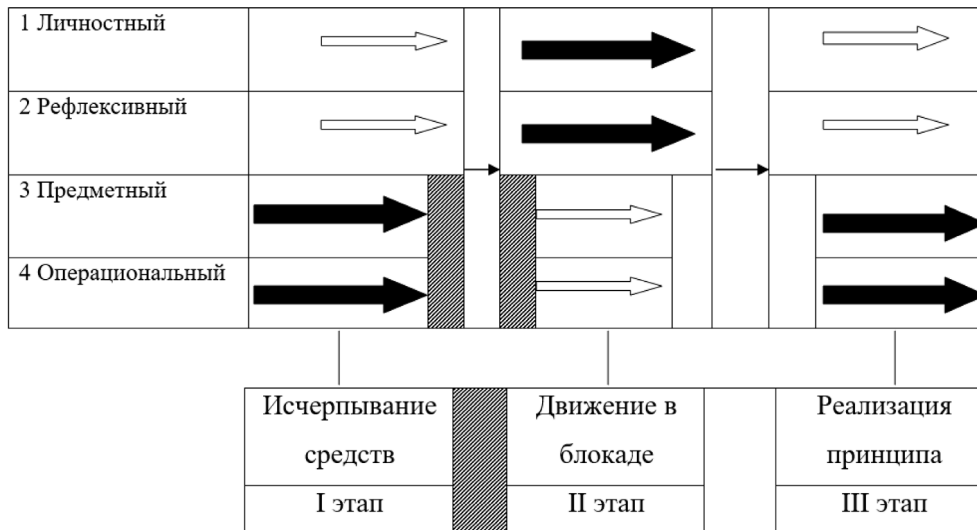 1 Личностный
2 Рефлексивный
3 Предметный
4 Операциональный
Исчерпывание
средств
Движение в
блокаде
Реализация
принципа
I этап
II этап
III этап